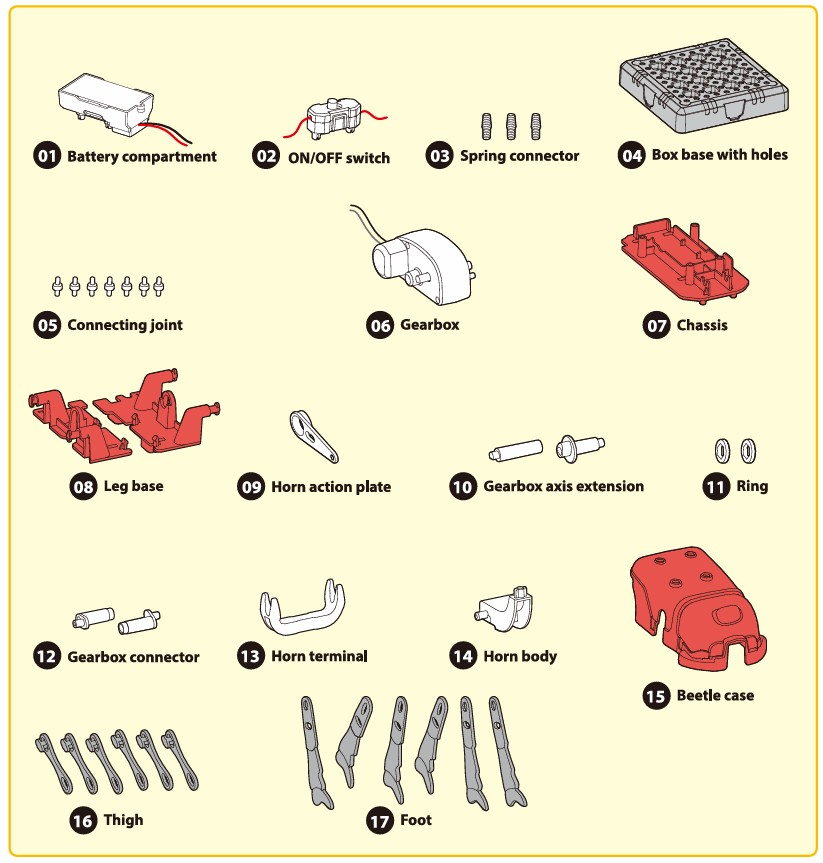 01 Battery compartment
02 ON/OFF switch
03 Spring connector
04 Box base with holes
05 Connecting joint
06 Gearbox
07 Chassis
08 Leg base
09 Horn action plate
10 Gearbox axis extension
11 Ring
12 Gearbox connector
13 Horn terminal
14 Horn body
15 Beetle case
16 Thigh
17 Foot